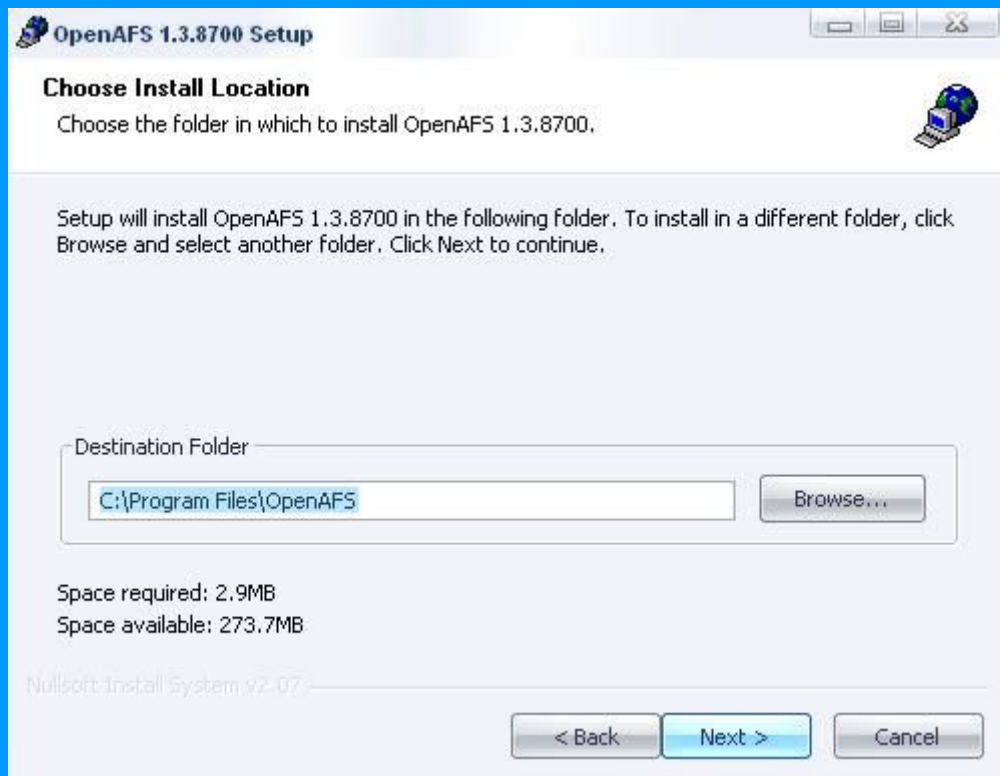 OpenAFS 1.3.8700 Setup
Choose Install Location
Choose the folder in which to install OpenAFS 1.3.8700.
Setup will install OpenAFS 1.3.8700 in the following folder. To install in a different folder, click
Browse and select another folder. Click Next to continue.
Destination Folder
C:\Program Files\OpenAFS
Browse...
Space required: 2.9MB
Space available: 273.7MB
Nullsoft Install System v2.07
< Back
Next >
Cancel